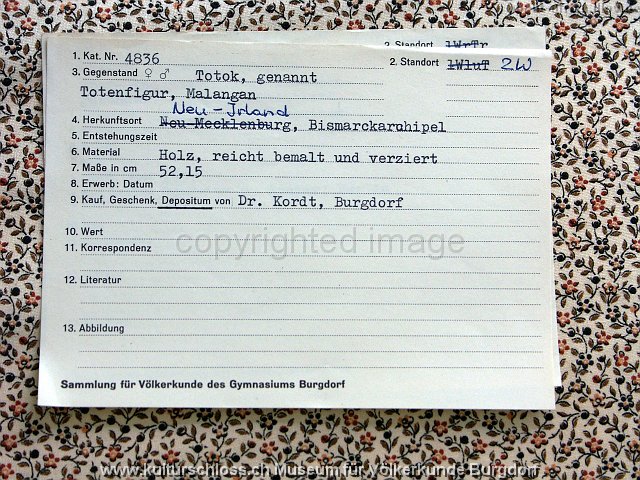 2. Standort 1WrTr
1. Kat. Nr. 4836
2. Standort 1W1uT 2W
3. Gegenstand ♀ ♂ Totok, genannt
Totenfigur, Malangan
Neu-Irland
4. Herkunftsort Neu-Mecklenburg, Bismarckaruhipel
5. Entstehungszeit
6. Material Holz, reicht bemalt und verziert
7. Maße in cm 52,15
8. Erwerb: Datum
9. Kauf, Geschenk, Depositum von Dr. Kordt, Burgdorf
10. Wert
copyrighted image
11. Korrespondenz
12. Literatur
13. Abbildung
Sammlung für Völkerkunde des Gymnasiums Burgdorf
www.kulturschloss.ch Museum für Völkerkunde Burgdorf